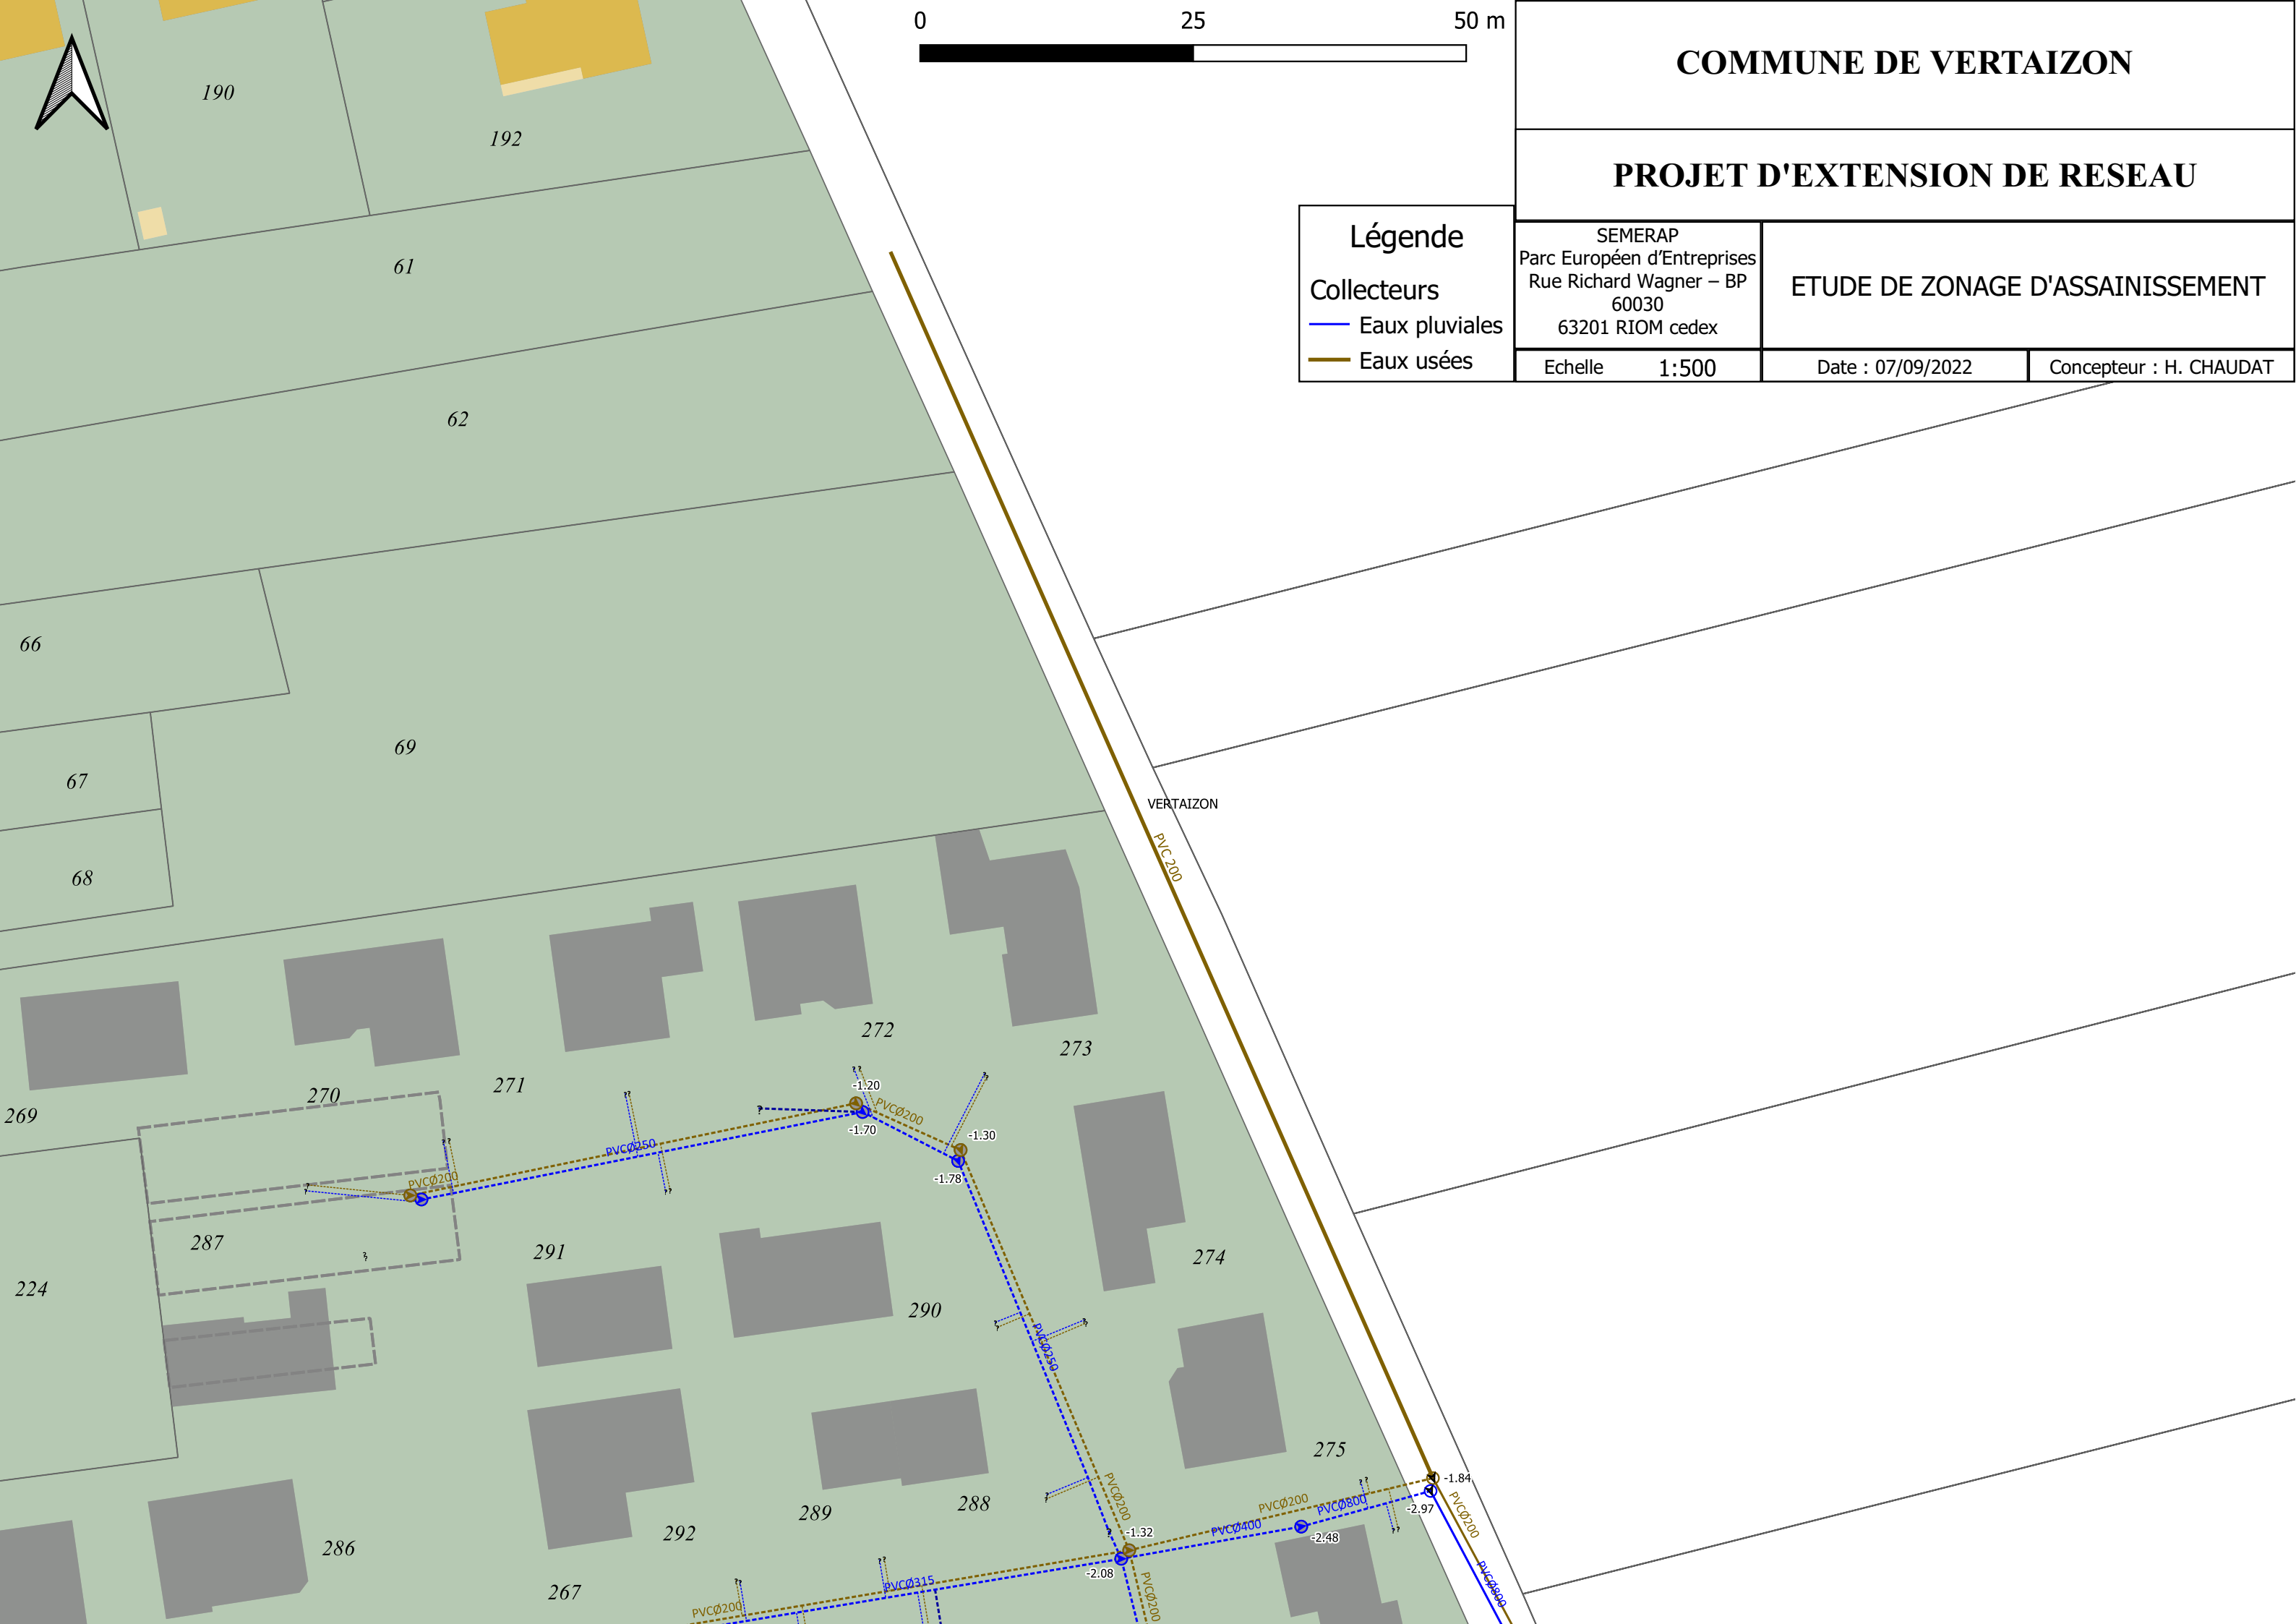 0 25 50 m
COMMUNE DE VERTAIZON
PROJET D'EXTENSION DE RESEAU
Légende
Collecteurs
Eaux pluviales
Eaux usées
SEMERAP
Parc Européen d'Entreprises
Rue Richard Wagner – BP
60030
63201 RIOM cedex
ETUDE DE ZONAGE D'ASSAINISSEMENT
Echelle 1:500
Date : 07/09/2022
Concepteur : H. CHAUDAT
190
192
61
62
66
69
67
68
VERTAIZON
PVC 200
272
273
271
270
269
-1.20
PVCØ200
-1.70
-1.30
-1.78
PVCØ250
PVCØ200
287
291
274
224
290
PVCØ250
275
-1.84
PVCØ200
-2.97
PVCØ200
PVCØ800
PVCØ200
PVCØ400
-2.48
289
288
292
286
-1.32
-2.08
PVCØ800
PVCØ315
267
PVCØ200
PVCØ200